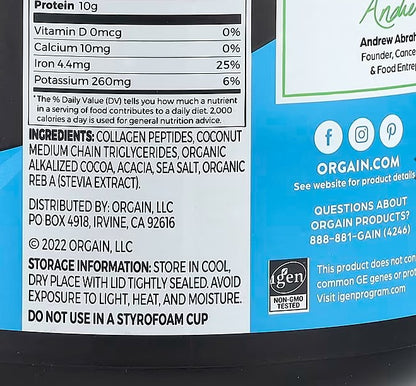 Protein 10g
Vitamin D 0mcg 0%
Calcium 10mg 0%
Iron 4.4mg 25%
Potassium 260mg 6%
*The % Daily Value (DV) tells you how much a nutrient
in a serving of food contributes to a daily diet. 2,000
calories a day is used for general nutrition advice.
INGREDIENTS: COLLAGEN PEPTIDES, COCONUT
MEDIUM CHAIN TRIGLYCERIDES, ORGANIC
ALKALIZED COCOA, ACACIA, SEA SALT, ORGANIC
REB A (STEVIA EXTRACT).
DISTRIBUTED BY: ORGAIN, LLC
PO BOX 4918, IRVINE, CA 92616
© 2022 ORGAIN, LLC
STORAGE INFORMATION: STORE IN COOL,
DRY PLACE WITH LID TIGHTLY SEALED. AVOID
EXPOSURE TO LIGHT, HEAT, AND MOISTURE.
DO NOT USE IN A STYROFOAM CUP
Andrew
Andrew Abrah
Founder, Cance
& Food Entrep
ORGAIN.COM
See website for product details
QUESTIONS ABOUT
ORGAIN PRODUCTS?
888-881-GAIN (4246)
igen
NON-GMO
TESTED
This product does not con
common GE genes or prot
Visit igenprogram.com